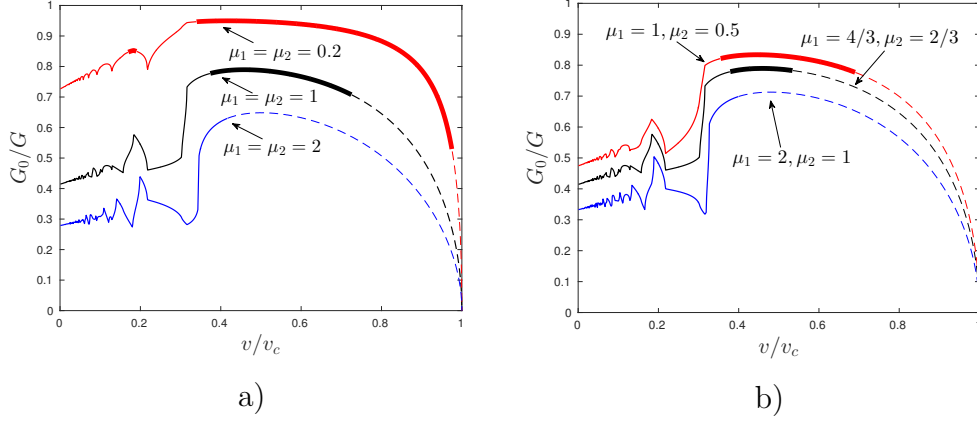 1
0.9
0.8
0.7
0.6
0.5
0.4
0.3
0.2
0.1
0
G₀/G
μ₁ = μ₂ = 0.2
μ₁ = μ₂ = 1
μ₁ = μ₂ = 2
0 0.2 0.4 0.6 0.8 1
v/v_c
a)
1
0.9
0.8
0.7
0.6
0.5
0.4
0.3
0.2
0.1
0
G₀/G
μ₁ = 1, μ₂ = 0.5
μ₁ = 4/3, μ₂ = 2/3
μ₁ = 2, μ₂ = 1
0 0.2 0.4 0.6 0.8 1
v/v_c
b)